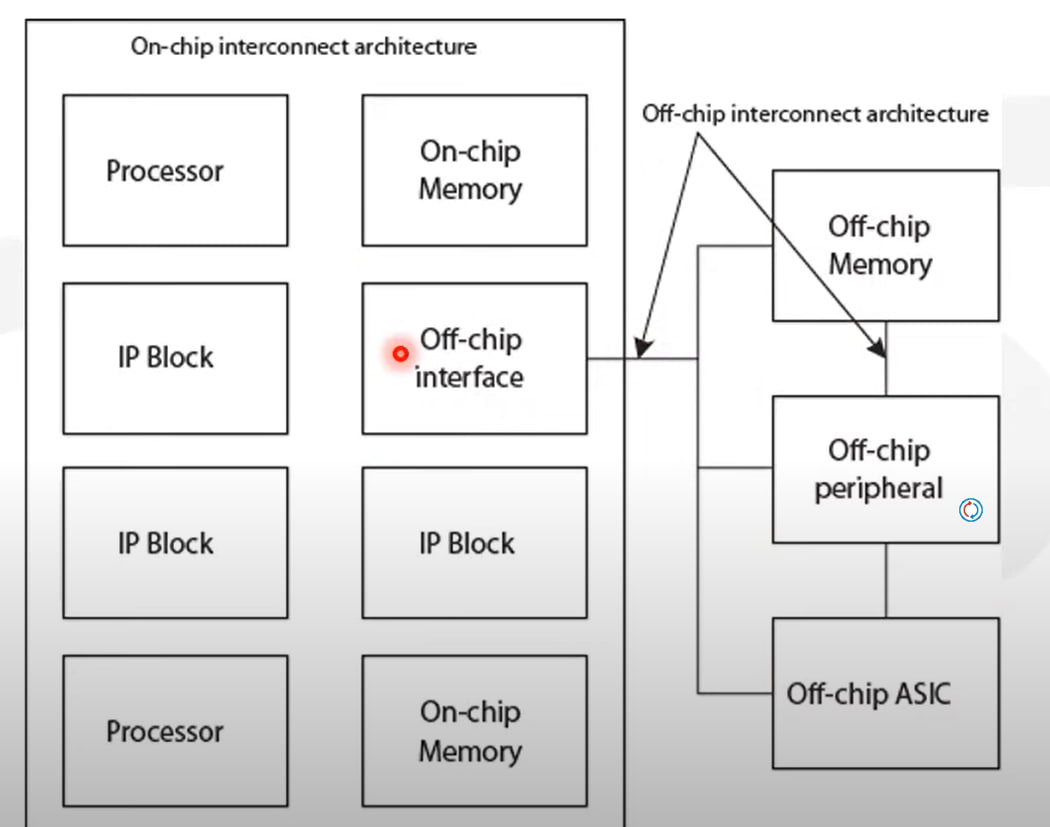 On-chip interconnect architecture
Off-chip interconnect architecture
Processor
On-chip
Memory
Off-chip
Memory
IP Block
Off-chip
interface
Off-chip
peripheral
IP Block
IP Block
Off-chip ASIC
Processor
On-chip
Memory